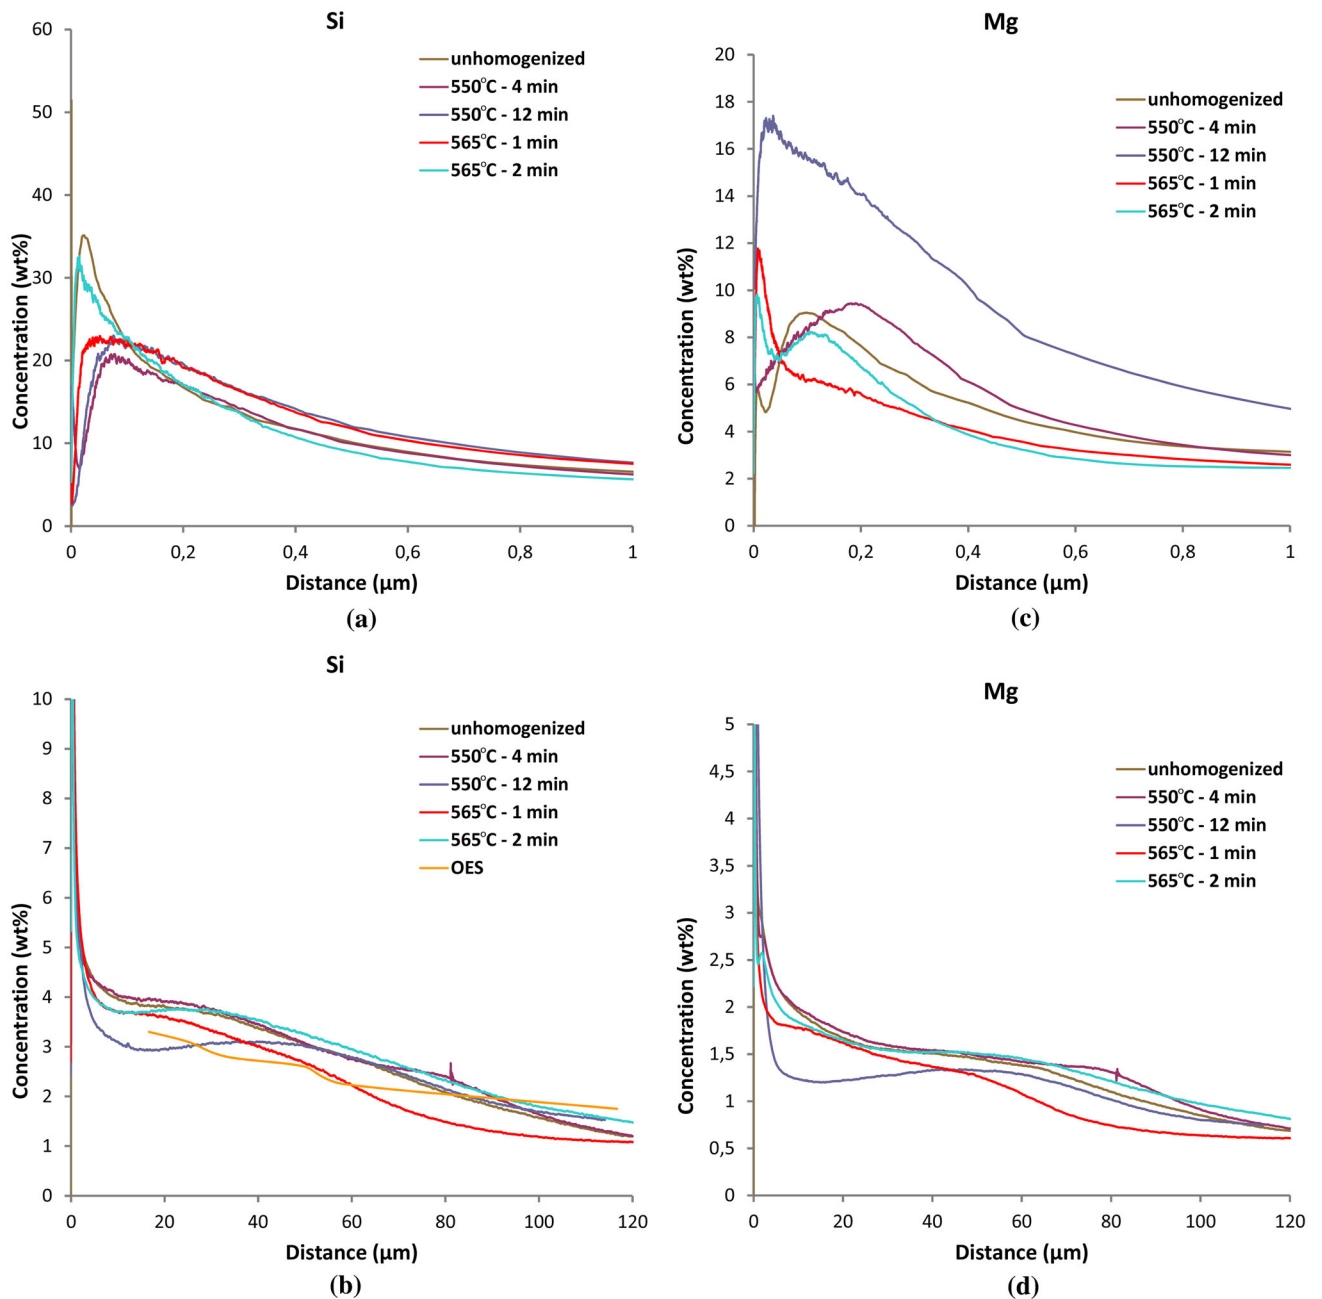 Si
60
50
40
30
20
10
0
Concentration (wt%)
unhomogenized
550°C - 4 min
550°C - 12 min
565°C - 1 min
565°C - 2 min
0 0,2 0,4 0,6 0,8 1
Distance (µm)
(a)
Mg
20
18
16
14
12
10
8
6
4
2
0
Concentration (wt%)
unhomogenized
550°C - 4 min
550°C - 12 min
565°C - 1 min
565°C - 2 min
0 0,2 0,4 0,6 0,8 1
Distance (µm)
(c)
Si
10
9
8
7
6
5
4
3
2
1
0
Concentration (wt%)
unhomogenized
550°C - 4 min
550°C - 12 min
565°C - 1 min
565°C - 2 min
OES
0 20 40 60 80 100 120
Distance (µm)
(b)
Mg
5
4,5
4
3,5
3
2,5
2
1,5
1
0,5
0
Concentration (wt%)
unhomogenized
550°C - 4 min
550°C - 12 min
565°C - 1 min
565°C - 2 min
0 20 40 60 80 100 120
Distance (µm)
(d)